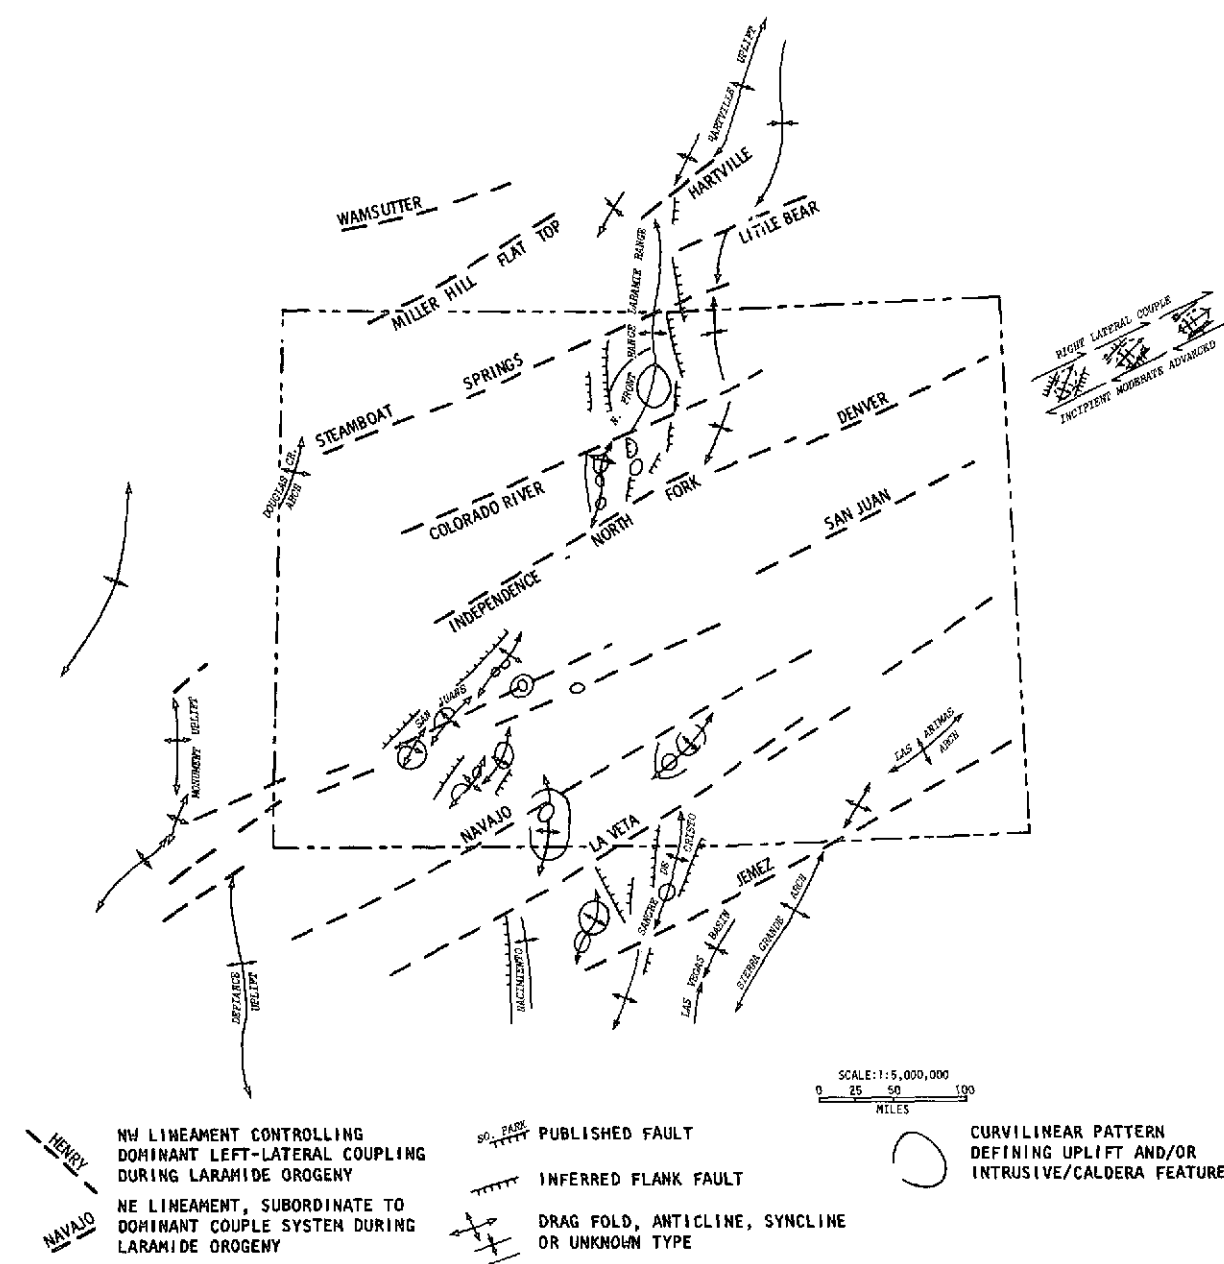 HARTVILLE UPLIFT
HARTVILLE
WAMSUTTER
LITTLE BEAR
MILLER HILL FLAT TOP
N. FRONT RANGE LARAMIE RANGE
RIGHT LATERAL COUPLE
INCIPIENT MODERATE ADVANCED
STEAMBOAT SPRINGS
DENVER
DOUGLAS CR.
ARCH
COLORADO RIVER
INDEPENDENCE NORTH FORK
SAN JUAN
SAN JUANS
MONUMENT UPLIFT
LAS ANIMAS
ARCH
NAVAJO
LA VETA
JEMEZ
SANGRE DE CRISTO
NACIMIENTO
LAS VEGAS BASIN
SIERRA GRANDE ARCH
DEFIANCE
UPLIFT
SCALE:1:5,000,000
0 25 50 100
MILES
HENRY
NW LINEAMENT CONTROLLING
DOMINANT LEFT-LATERAL COUPLING
DURING LARAMIDE OROGENY
NAVAJO
NE LINEAMENT, SUBORDINATE TO
DOMINANT COUPLE SYSTEN DURING
LARAMIDE OROGENY
SO. PARK
PUBLISHED FAULT
INFERRED FLANK FAULT
DRAG FOLD, ANTICLINE, SYNCLINE
OR UNKNOWN TYPE
CURVILINEAR PATTERN
DEFINING UPLIFT AND/OR
INTRUSIVE/CALDERA FEATURE